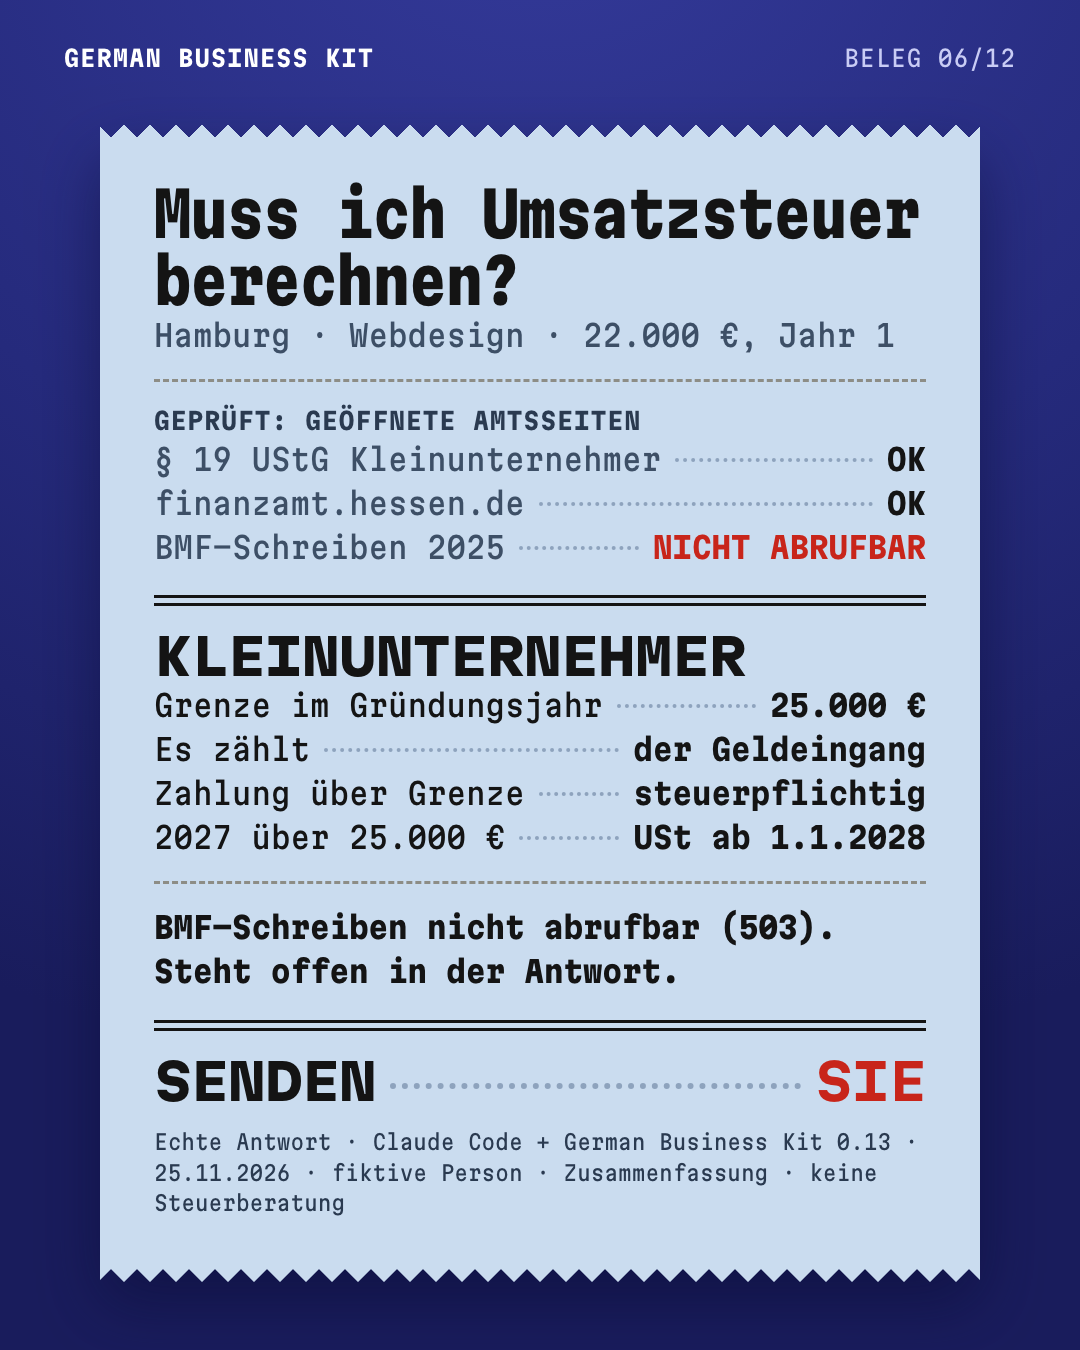 GERMAN BUSINESS KIT
BELEG 06/12
Muss ich Umsatzsteuer
berechnen?
Hamburg · Webdesign · 22.000 €, Jahr 1
GEPRÜFT: GEÖFFNETE AMTSSEITEN
§ 19 UStG Kleinunternehmer OK
finanzamt.hessen.de OK
BMF-Schreiben 2025 NICHT ABRUFBAR
KLEINUNTERNEHMER
Grenze im Gründungsjahr 25.000 €
Es zählt der Geldeingang
Zahlung über Grenze steuerpflichtig
2027 über 25.000 € USt ab 1.1.2028
BMF-Schreiben nicht abrufbar (503).
Steht offen in der Antwort.
SENDEN SIE
Echte Antwort · Claude Code + German Business Kit 0.13 ·
25.11.2026 · fiktive Person · Zusammenfassung · keine
Steuerberatung